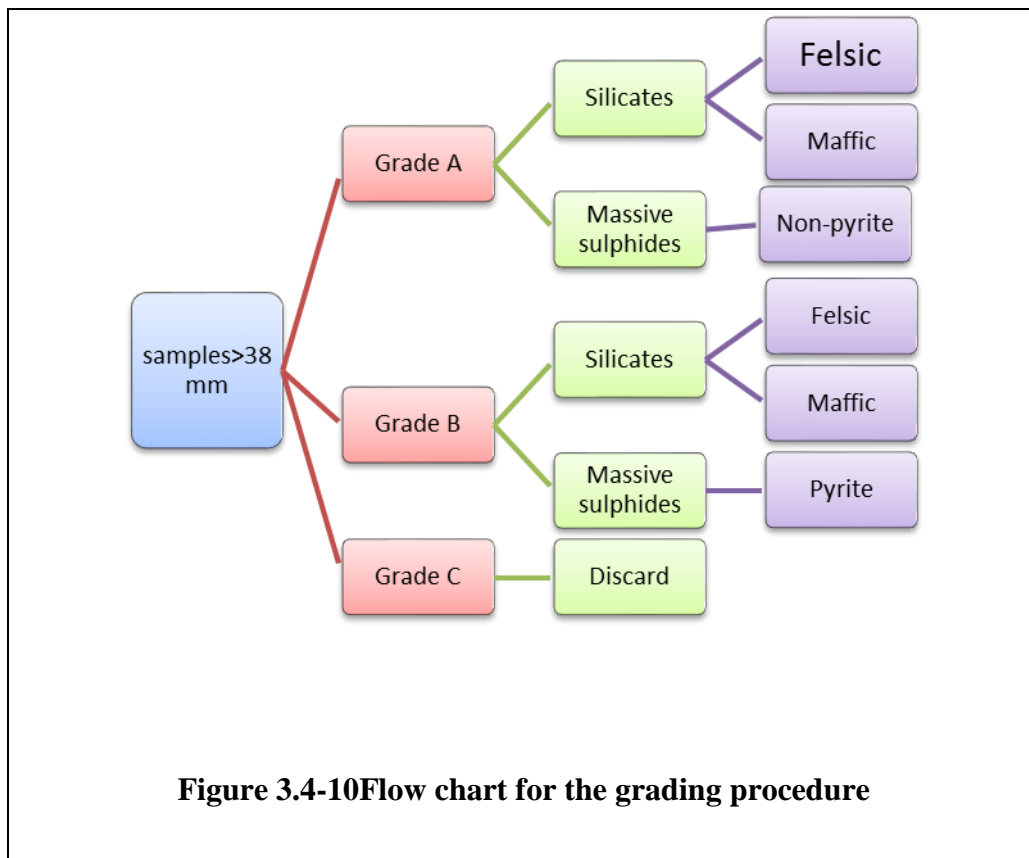 Felsic
Silicates
Maffic
Grade A
Massive
sulphides
Non-pyrite
samples>38
mm
Felsic
Silicates
Maffic
Grade B
Massive
sulphides
Pyrite
Grade C
Discard
Figure 3.4-10Flow chart for the grading procedure